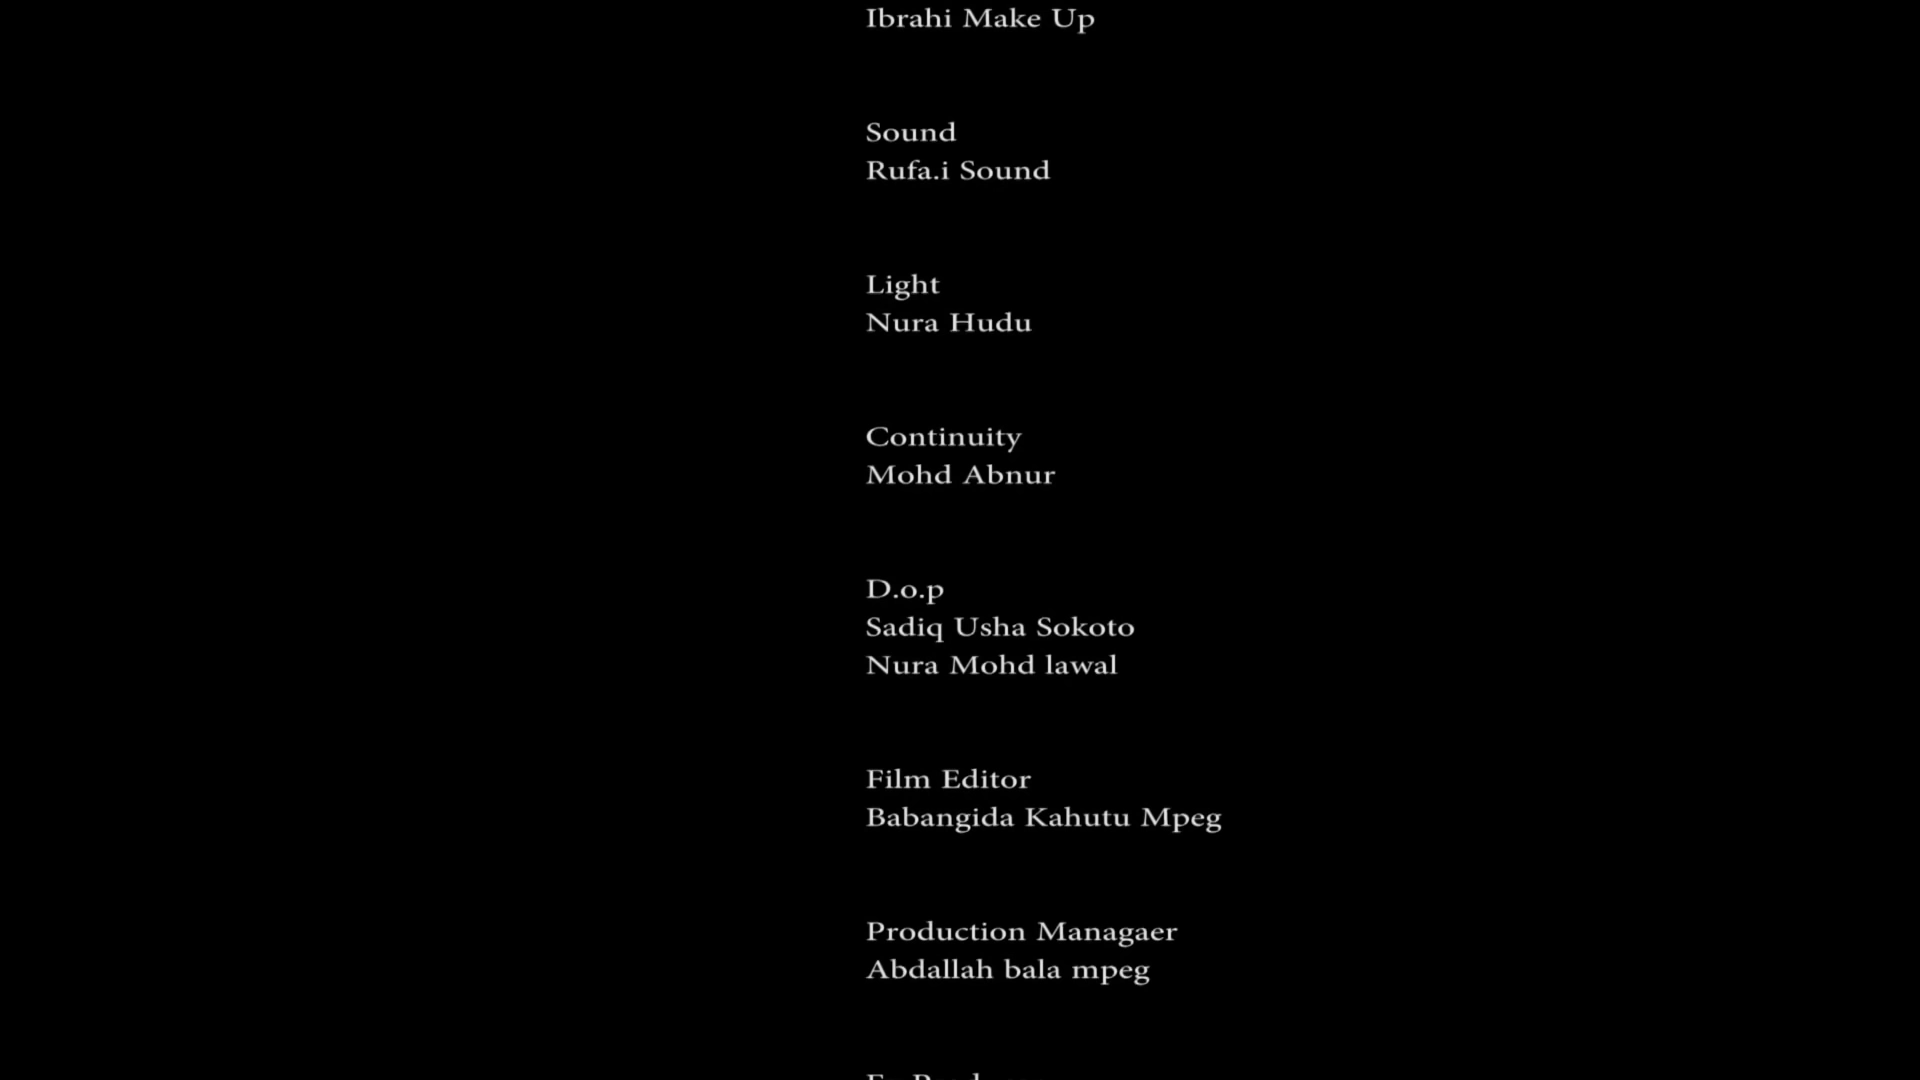 Ibrahi Make Up
Sound
Rufa.i Sound
Light
Nura Hudu
Continuity
Mohd Abnur
D.o.p
Sadiq Usha Sokoto
Nura Mohd lawal
Film Editor
Babangida Kahutu Mpeg
Production Managaer
Abdallah bala mpeg